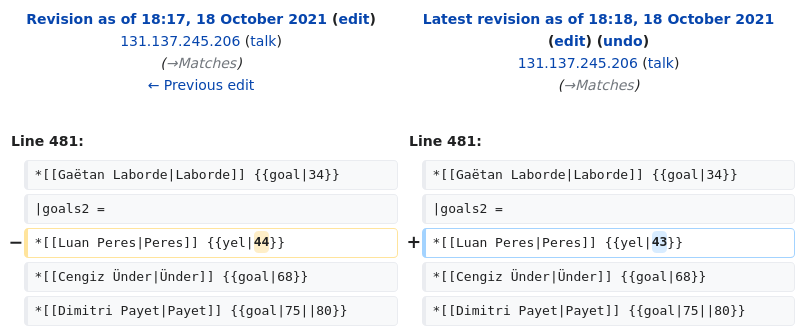 Revision as of 18:17, 18 October 2021 (edit)
131.137.245.206 (talk)
(→Matches)
← Previous edit
Latest revision as of 18:18, 18 October 2021
(edit) (undo)
131.137.245.206 (talk)
(→Matches)
Line 481:
Line 481:
*[[Gaëtan Laborde|Laborde]] {{goal|34}}
*[[Gaëtan Laborde|Laborde]] {{goal|34}}
|goals2 =
|goals2 =
− *[[Luan Peres|Peres]] {{yel|44}}
+ *[[Luan Peres|Peres]] {{yel|43}}
*[[Cengiz Ünder|Ünder]] {{goal|68}}
*[[Cengiz Ünder|Ünder]] {{goal|68}}
*[[Dimitri Payet|Payet]] {{goal|75||80}}
*[[Dimitri Payet|Payet]] {{goal|75||80}}